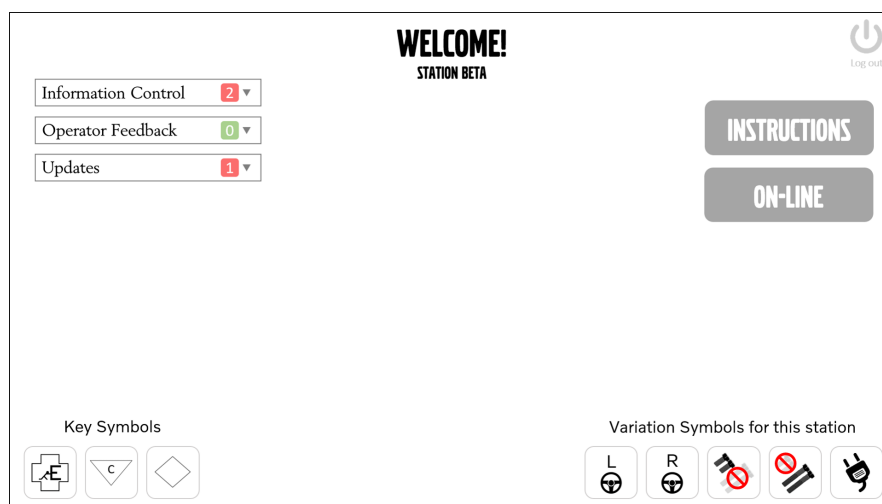 WELCOME!
STATION BETA
Log out
Information Control 2
Operator Feedback 0
Updates 1
INSTRUCTIONS
ON-LINE
Key Symbols
E
C
Variation Symbols for this station
L
R